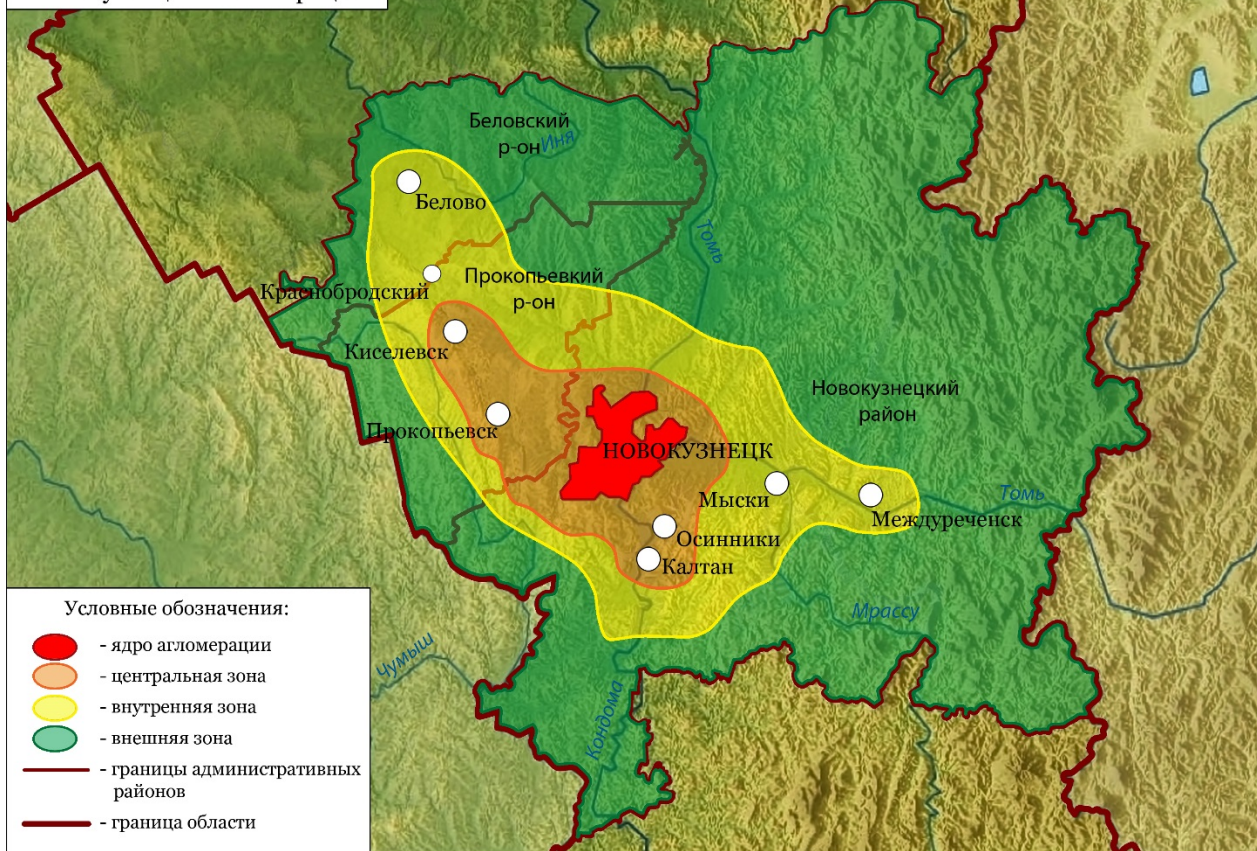 Беловский
р-он
Иня
Белово
Томь
Прокопьевкий
р-он
Краснобродский
Киселевск
Новокузнецкий
район
Прокопьевск
НОВОКУЗНЕЦК
Мыски
Томь
Междуреченск
Осинники
Калтан
Мрассу
Чумыш
Кондома
Условные обозначения:
- ядро агломерации
- центральная зона
- внутренняя зона
- внешняя зона
- границы административных
районов
- граница области